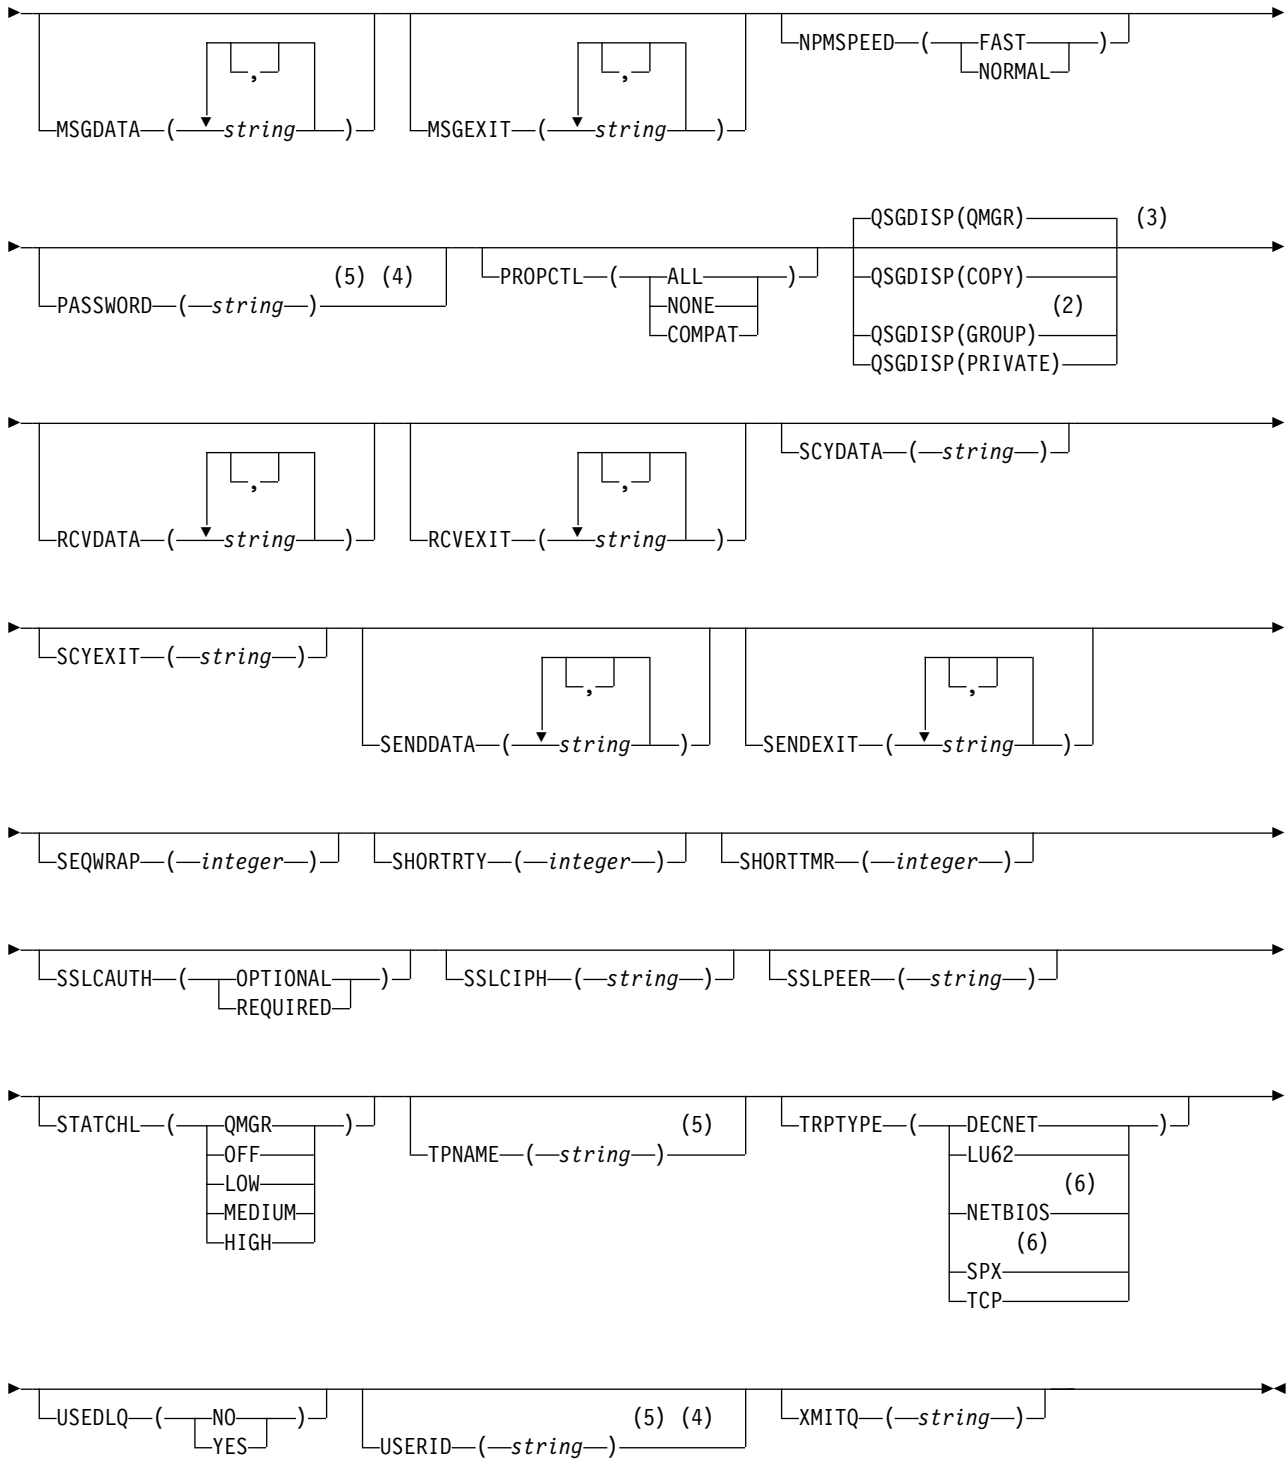 ,
,
NPMSPEED ( FAST )
NORMAL
MSGDATA ( string )
MSGEXIT ( string )
QSGDISP(QMGR) (3)
PASSWORD ( string ) (5) (4)
PROPCTL ( ALL )
NONE
COMPAT
QSGDISP(COPY)
(2)
QSGDISP(GROUP)
QSGDISP(PRIVATE)
,
,
SCYDATA ( string )
RCVDATA ( string )
RCVEXIT ( string )
SCYEXIT ( string )
,
,
SENDDATA ( string )
SENDEXIT ( string )
SEQWRAP ( integer )
SHORTRTY ( integer )
SHORTTMR ( integer )
SSLCAUTH ( OPTIONAL )
REQUIRED
SSLCIPH ( string )
SSLPEER ( string )
STATCHL ( QMGR )
OFF
LOW
MEDIUM
HIGH
(5)
TPNAME ( string )
TRPTYPE ( DECNET )
LU62
(6)
NETBIOS
(6)
SPX
TCP
USEDLQ ( NO )
YES
(5) (4)
USERID ( string )
XMITQ ( string )